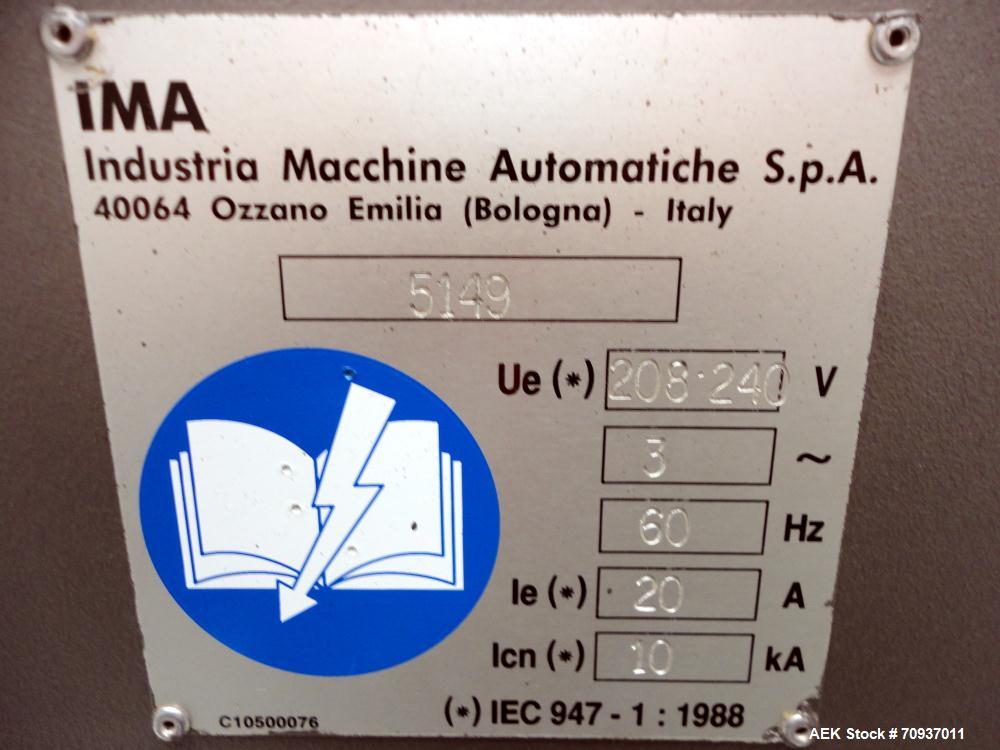 IMA
Industria Macchine Automatiche S.p.A.
40064 Ozzano Emilia (Bologna) - Italy
5149
Ue (*) 208-240 V
3 ~
60 Hz
Ie (*) 20 A
Icn (*) 10 kA
C10500076
(*) IEC 947 - 1 : 1988
AEK Stock #70937011